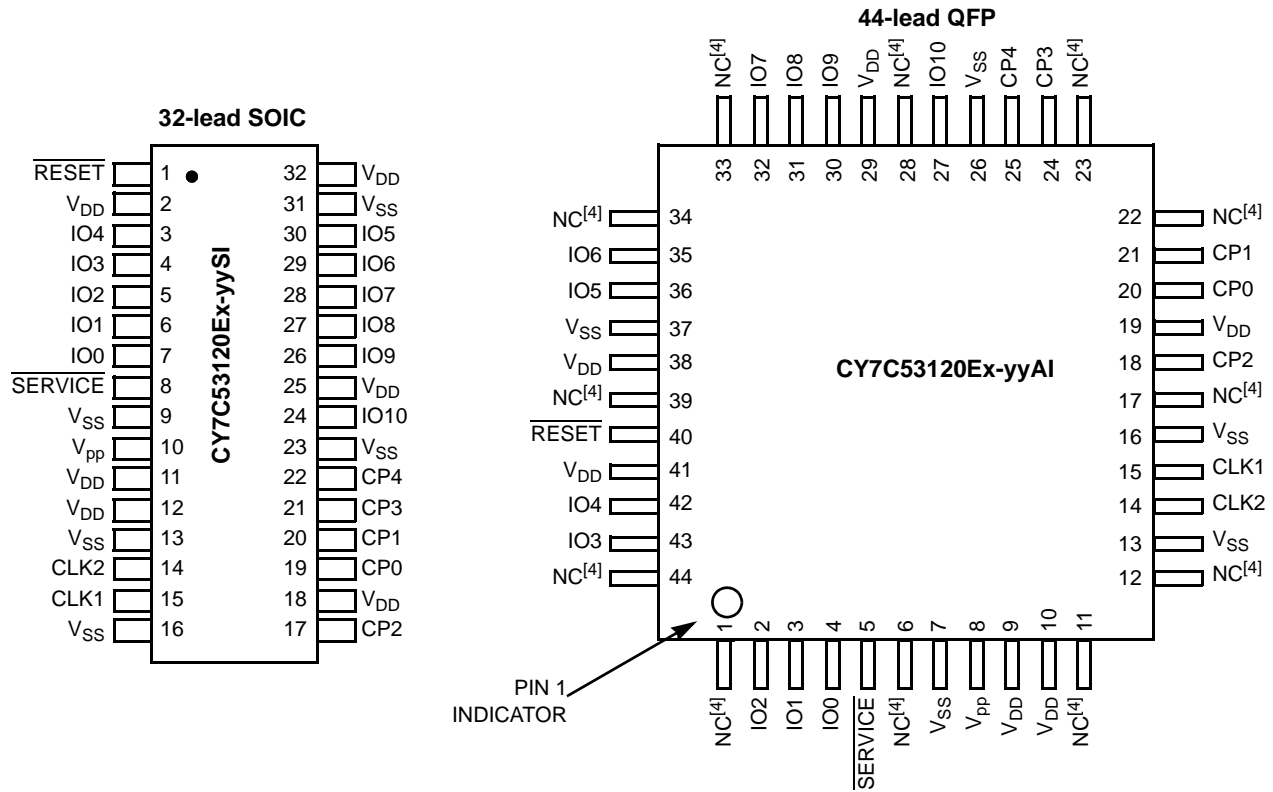 44-lead QFP
NC[4] IO7 IO8 IO9 VDD NC[4] IO10 VSS CP4 CP3 NC[4]
33 32 31 30 29 28 27 26 25 24 23
32-lead SOIC
RESET 1 32 VDD
VDD 2 31 VSS
IO4 3 30 IO5
IO3 4 29 IO6
IO2 5 28 IO7
IO1 6 27 IO8
IO0 7 26 IO9
SERVICE 8 25 VDD
VSS 9 24 IO10
Vpp 10 23 VSS
VDD 11 22 CP4
VDD 12 21 CP3
VSS 13 20 CP1
CLK2 14 19 CP0
CLK1 15 18 VDD
VSS 16 17 CP2
CY7C53120Ex-yySI
NC[4] 34 22 NC[4]
IO6 35 21 CP1
IO5 36 20 CP0
VSS 37 19 VDD
VDD 38 18 CP2
CY7C53120Ex-yyAI
NC[4] 39 17 NC[4]
RESET 40 16 VSS
VDD 41 15 CLK1
IO4 42 14 CLK2
IO3 43 13 VSS
NC[4] 44 12 NC[4]
1 2 3 4 5 6 7 8 9 10 11
NC[4] IO2 IO1 IO0 SERVICE NC[4] VSS Vpp VDD VDD NC[4]
PIN 1
INDICATOR